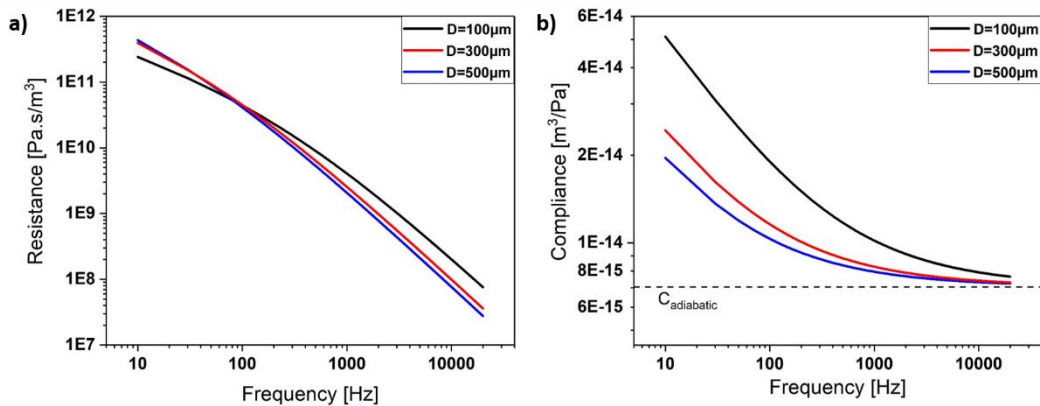 a)
1E12
1E11
1E10
1E9
1E8
1E7
Resistance [Pa.s/m³]
D=100µm
D=300µm
D=500µm
10
100
1000
10000
Frequency [Hz]
b)
6E-14
4E-14
2E-14
1E-14
8E-15
6E-15
Compliance [m³/Pa]
D=100µm
D=300µm
D=500µm
C adiabatic
10
100
1000
10000
Frequency [Hz]